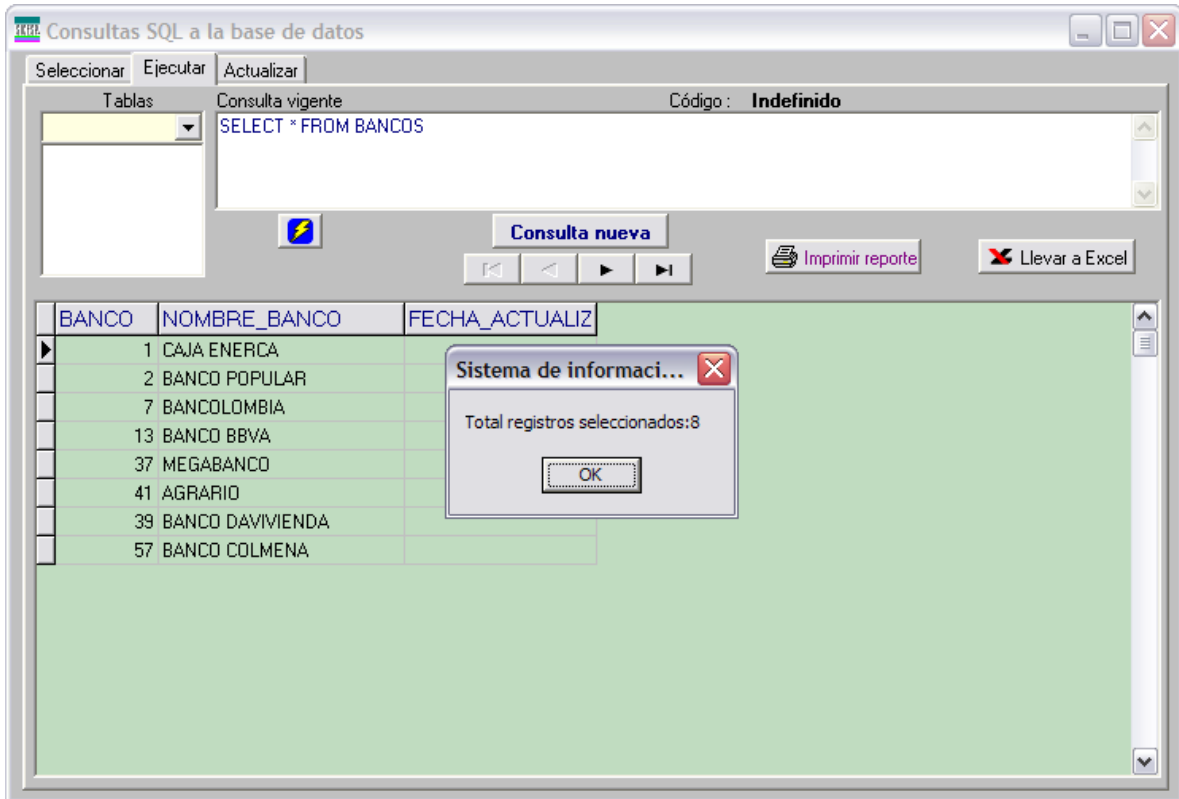 Consultas SQL a la base de datos
Seleccionar Ejecutar Actualizar
Tablas Consulta vigente Código : Indefinido
SELECT * FROM BANCOS
Consulta nueva
Imprimir reporte Llevar a Excel
BANCO NOMBRE_BANCO FECHA_ACTUALIZ
1 CAJA ENERCA
2 BANCO POPULAR
7 BANCOLOMBIA
13 BANCO BBVA
37 MEGABANCO
41 AGRARIO
39 BANCO DAVIVIENDA
57 BANCO COLMENA
Sistema de informaci...
Total registros seleccionados:8
OK